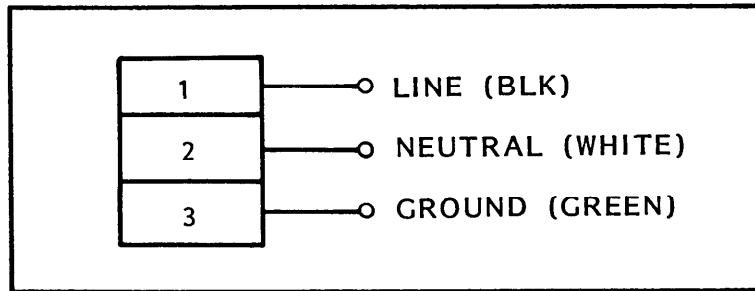 1 LINE (BLK)
2 NEUTRAL (WHITE)
3 GROUND (GREEN)